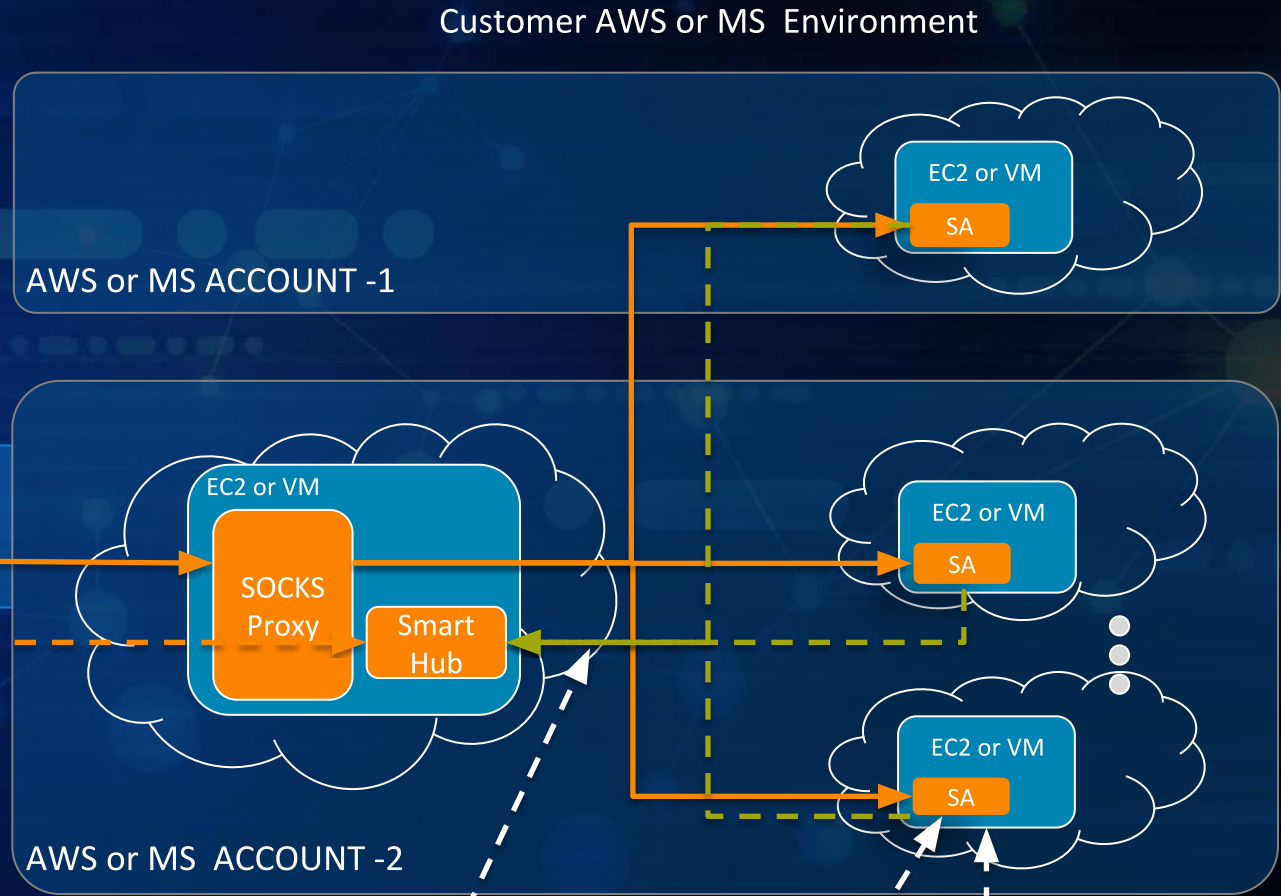 Customer AWS or MS  Environment
EC2 or VM
SA
AWS or MS ACCOUNT -1
EC2 or VM
SOCKS
Proxy
Smart
Hub
EC2 or VM
SA
EC2 or VM
SA
AWS or MS  ACCOUNT -2